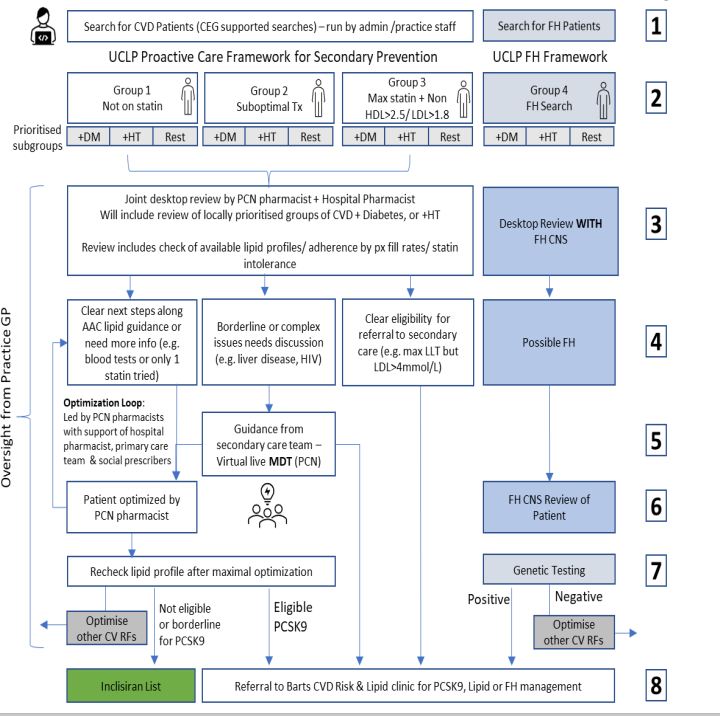 Search for CVD Patients (CEG supported searches) – run by admin /practice staff
Search for FH Patients
1
UCLP Proactive Care Framework for Secondary Prevention
UCLP FH Framework
Group 1
Not on statin
Group 2
Suboptimal Tx
Group 3
Max statin + Non
HDL>2.5/ LDL>1.8
Group 4
FH Search
2
Prioritised
subgroups
+DM
+HT
Rest
+DM
+HT
Rest
+DM
+HT
Rest
+DM
+HT
Rest
Oversight from Practice GP
Joint desktop review by PCN pharmacist + Hospital Pharmacist
Will include review of locally prioritised groups of CVD + Diabetes, or +HT
Review includes check of available lipid profiles/ adherence by px fill rates/ statin
intolerance
Desktop Review WITH
FH CNS
3
Clear next steps along
AAC lipid guidance or
need more info (e.g.
blood tests or only 1
statin tried)
Borderline or complex
issues needs discussion
(e.g. liver disease, HIV)
Clear eligibility for
referral to secondary
care (e.g. max LLT but
LDL>4mmol/L)
Possible FH
4
Optimization Loop:
Led by PCN pharmacists
with support of hospital
pharmacist, primary care
team & social prescribers
Guidance from
secondary care team –
Virtual live MDT (PCN)
5
Patient optimized by
PCN pharmacist
FH CNS Review of
Patient
6
Recheck lipid profile after maximal optimization
Genetic Testing
7
Optimise
other CV RFs
Not eligible
or borderline
for PCSK9
Eligible
PCSK9
Positive
Negative
Optimise
other CV RFs
Inclisiran List
Referral to Barts CVD Risk & Lipid clinic for PCSK9, Lipid or FH management
8